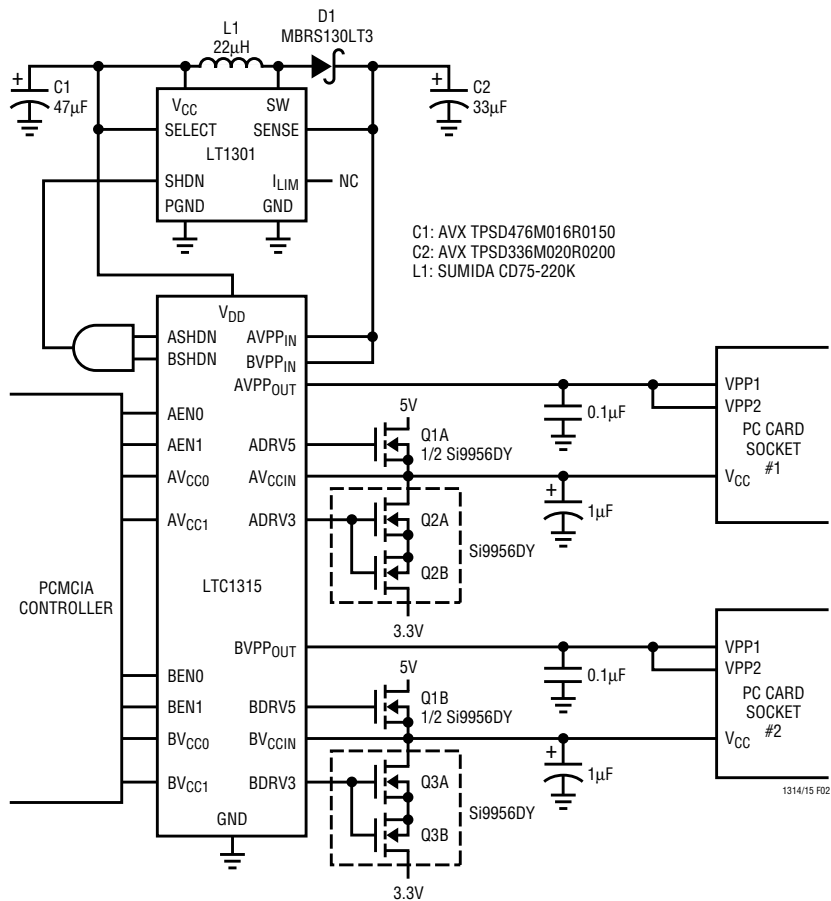 L1
22µH
D1
MBRS130LT3
+
C1
47µF
+
C2
33µF
VCC
SW
SELECT
SENSE
LT1301
SHDN
ILIM
NC
PGND
GND
C1: AVX TPSD476M016R0150
C2: AVX TPSD336M020R0200
L1: SUMIDA CD75-220K
VDD
ASHDN
AVPPIN
BSHDN
BVPPIN
AVPPOUT
VPP1
VPP2
0.1µF
PC CARD
SOCKET
#1
AEN0
5V
AEN1
ADRV5
Q1A
1/2 Si9956DY
AVCC0
AVCCIN
VCC
+
1µF
AVCC1
ADRV3
Q2A
Si9956DY
Q2B
3.3V
PCMCIA
CONTROLLER
LTC1315
BVPPOUT
VPP1
VPP2
0.1µF
PC CARD
SOCKET
#2
BEN0
5V
BEN1
BDRV5
Q1B
1/2 Si9956DY
BVCC0
BVCCIN
VCC
+
1µF
BVCC1
BDRV3
Q3A
Si9956DY
Q3B
3.3V
GND
1314/15 F02